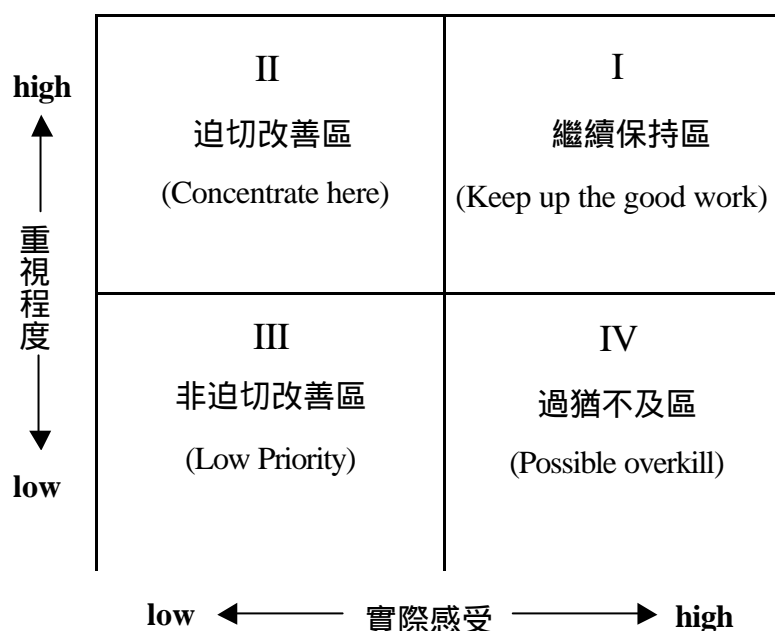 high
重視程度
low
II
迫切改善區
(Concentrate here)
I
繼續保持區
(Keep up the good work)
III
非迫切改善區
(Low Priority)
IV
過猶不及區
(Possible overkill)
low
實際感受
high